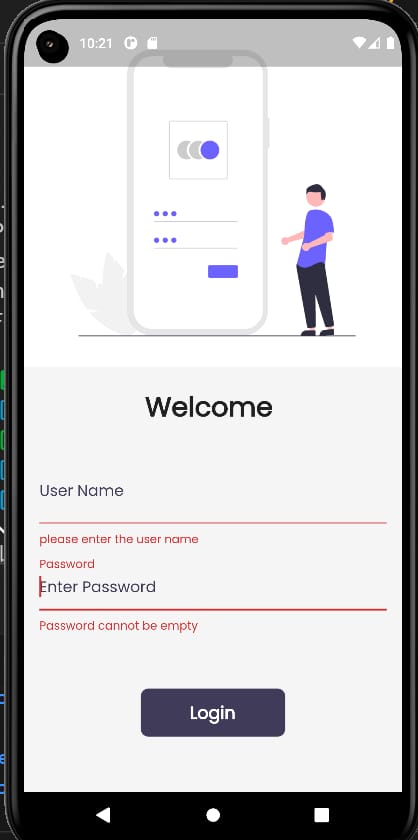 10:21
Welcome
User Name
please enter the user name
Password
Enter Password
Password cannot be empty
Login